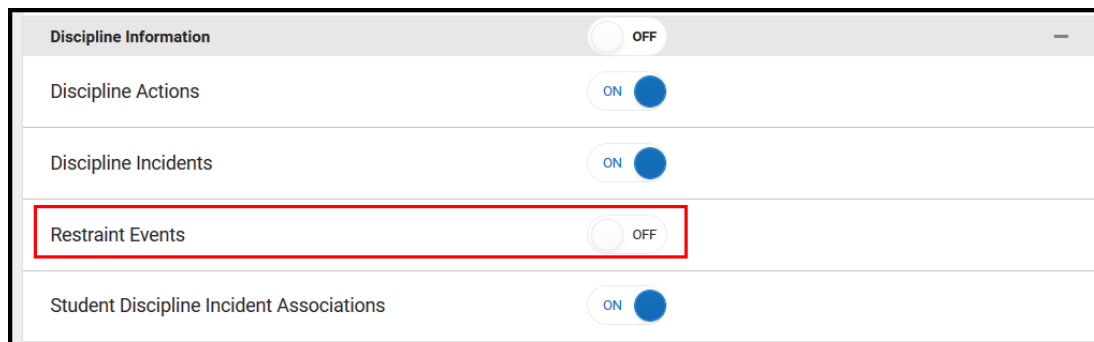 Discipline Information OFF
Discipline Actions ON
Discipline Incidents ON
Restraint Events OFF
Student Discipline Incident Associations ON